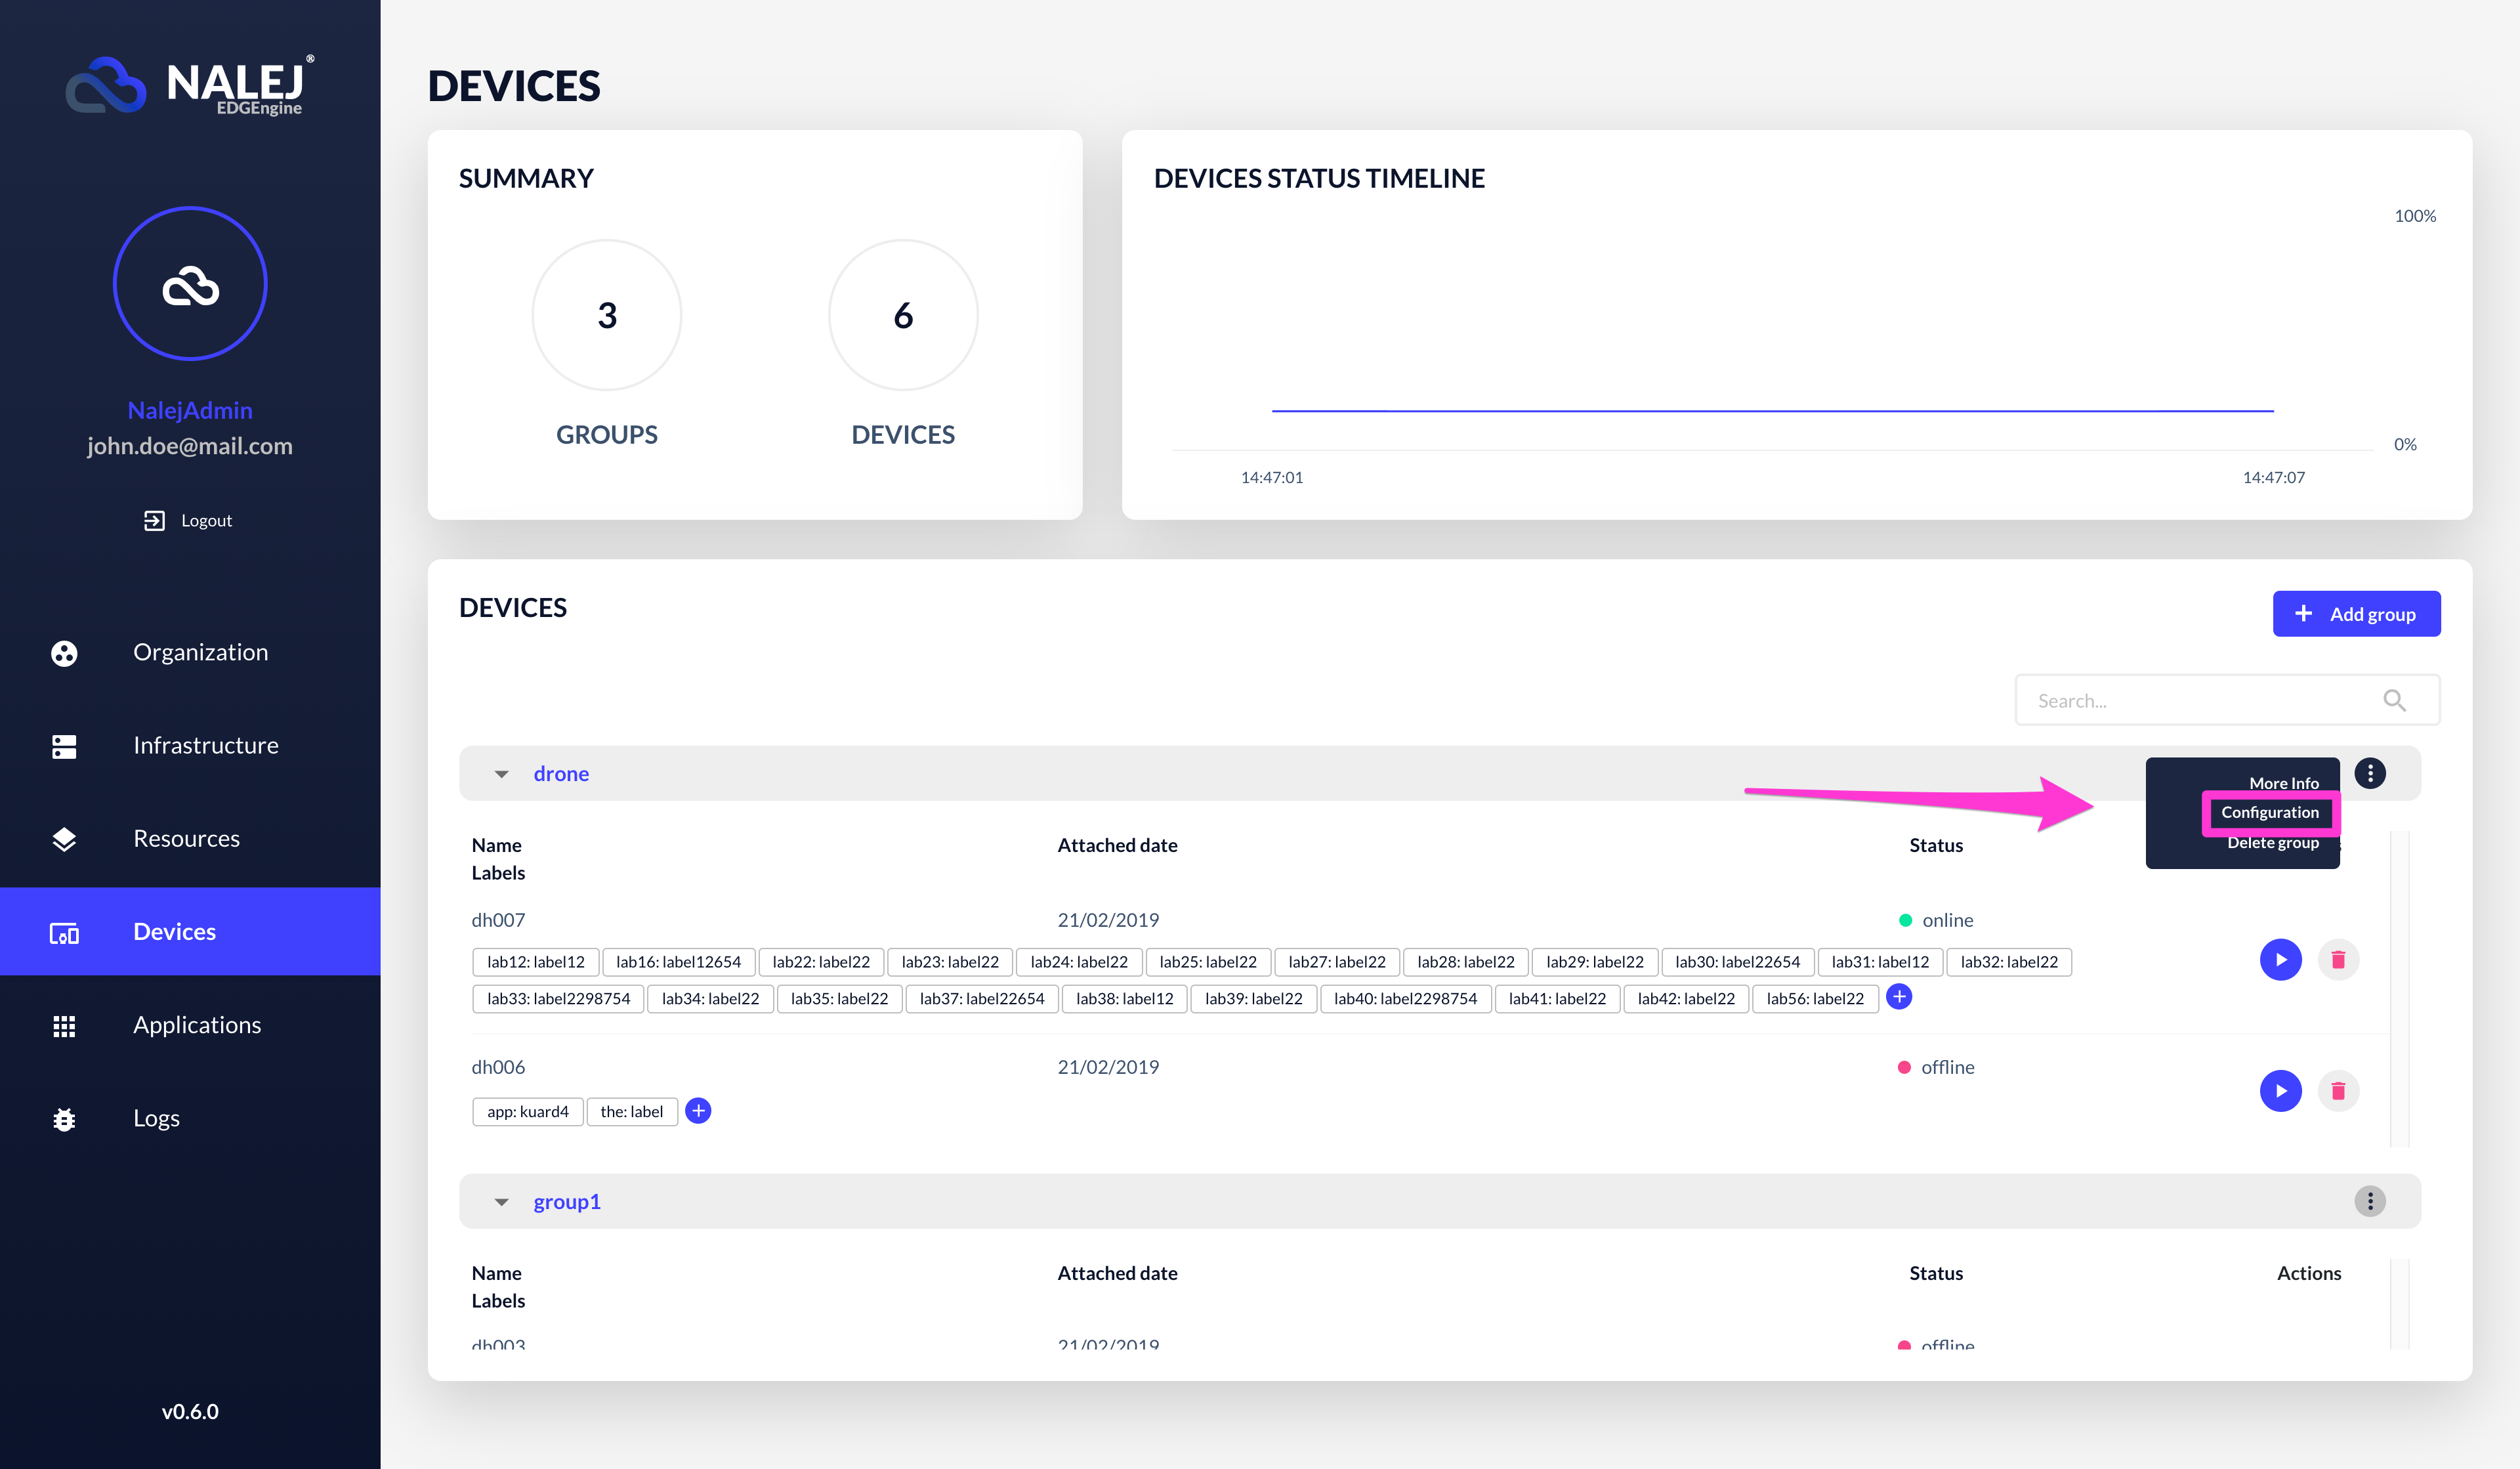 NALEJ®
EDGEngine
NalejAdmin
john.doe@mail.com
Logout
Organization
Infrastructure
Resources
Devices
Applications
Logs
v0.6.0
DEVICES
SUMMARY
3
6
GROUPS
DEVICES
DEVICES STATUS TIMELINE
100%
0%
14:47:01
14:47:07
DEVICES
Add group
Search...
drone
More Info
Configuration
Delete group
Name Attached date Status
Labels
dh007 21/02/2019 online
lab12: label12 lab16: label12654 lab22: label22 lab23: label22 lab24: label22 lab25: label22 lab27: label22 lab28: label22 lab29: label22 lab30: label22654 lab31: label12 lab32: label22
lab33: label2298754 lab34: label22 lab35: label22 lab37: label22654 lab38: label12 lab39: label22 lab40: label2298754 lab41: label22 lab42: label22 lab56: label22
dh006 21/02/2019 offline
app: kuard4 the: label
group1
Name Attached date Status Actions
Labels
dh003 21/02/2019 offline